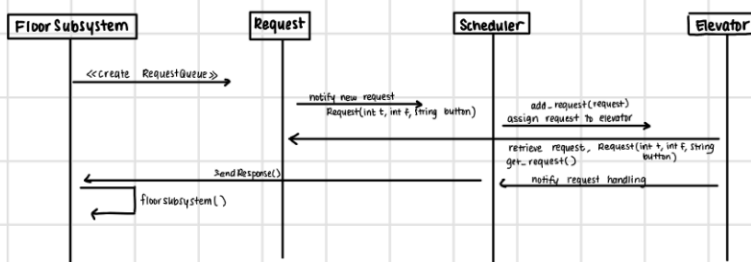 Floor Subsystem
Request
Scheduler
Elevator
<<create RequestQueue>>
notify new request
Request(int t, int f, string button)
add_request(request)
assign request to elevator
retrieve request, Request(int t, int f, string button)
get_request()
sendResponse()
notify request handling
floorsubsystem()